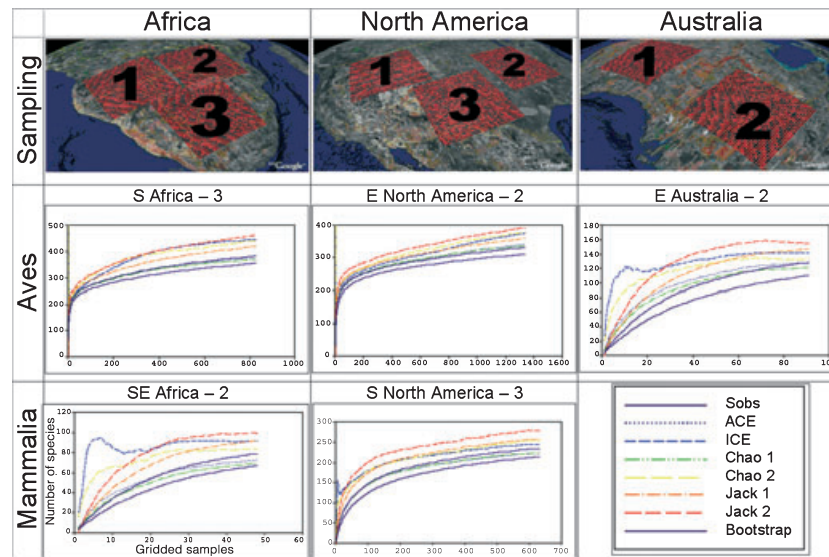 Africa
North America
Australia
Sampling
1
2
3
Google
1
2
3
Google
1
2
Google
Aves
S Africa – 3
500
400
300
200
100
0
0 200 400 600 800 1000
E North America – 2
400
300
200
100
0
0 200 400 600 800 1000 1200 1400 1600
E Australia – 2
180
160
140
120
100
80
60
40
20
0
0 20 40 60 80 100
Mammalia
SE Africa – 2
Number of species
120
100
80
60
40
20
0
0 20 40 60
Gridded samples
S North America – 3
300
250
200
150
100
50
0
0 100 200 300 400 500 600 700
Sobs
ACE
ICE
Chao 1
Chao 2
Jack 1
Jack 2
Bootstrap